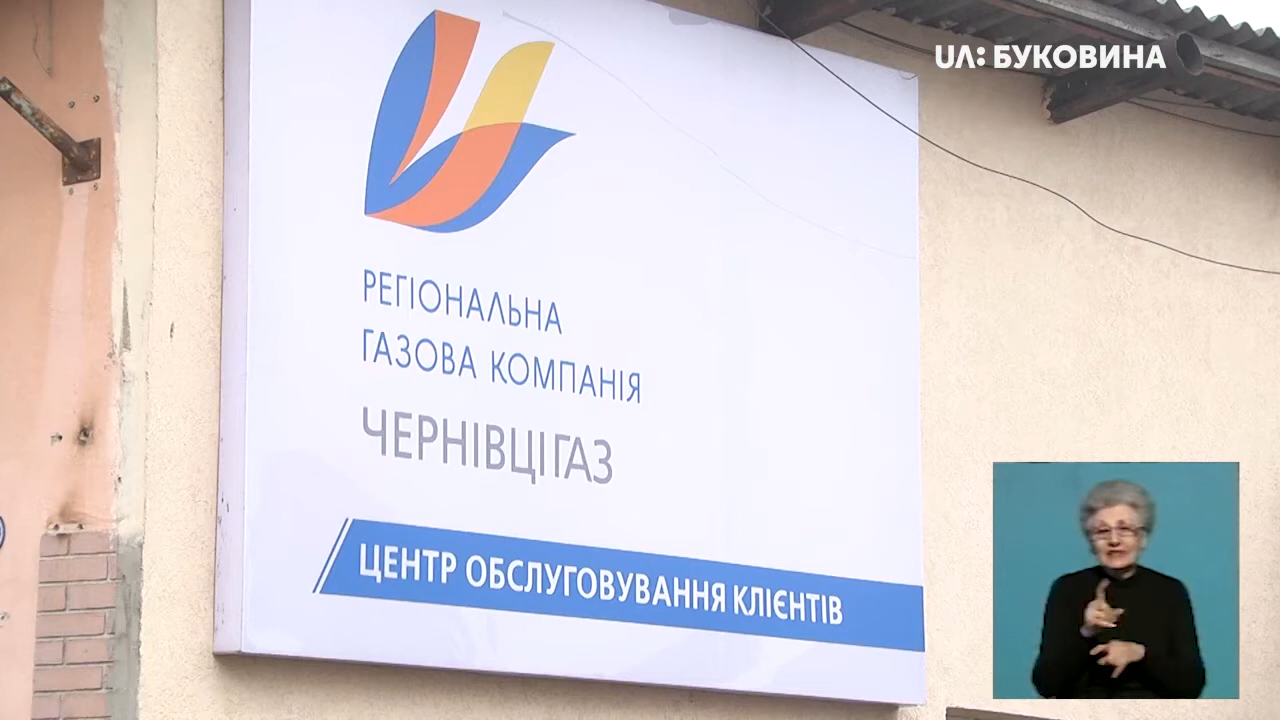 UA: БУКОВИНА
РЕГІОНАЛЬНА
ГАЗОВА КОМПАНІЯ
ЧЕРНІВЦІГАЗ
ЦЕНТР ОБСЛУГОВУВАННЯ КЛІЄНТІВ